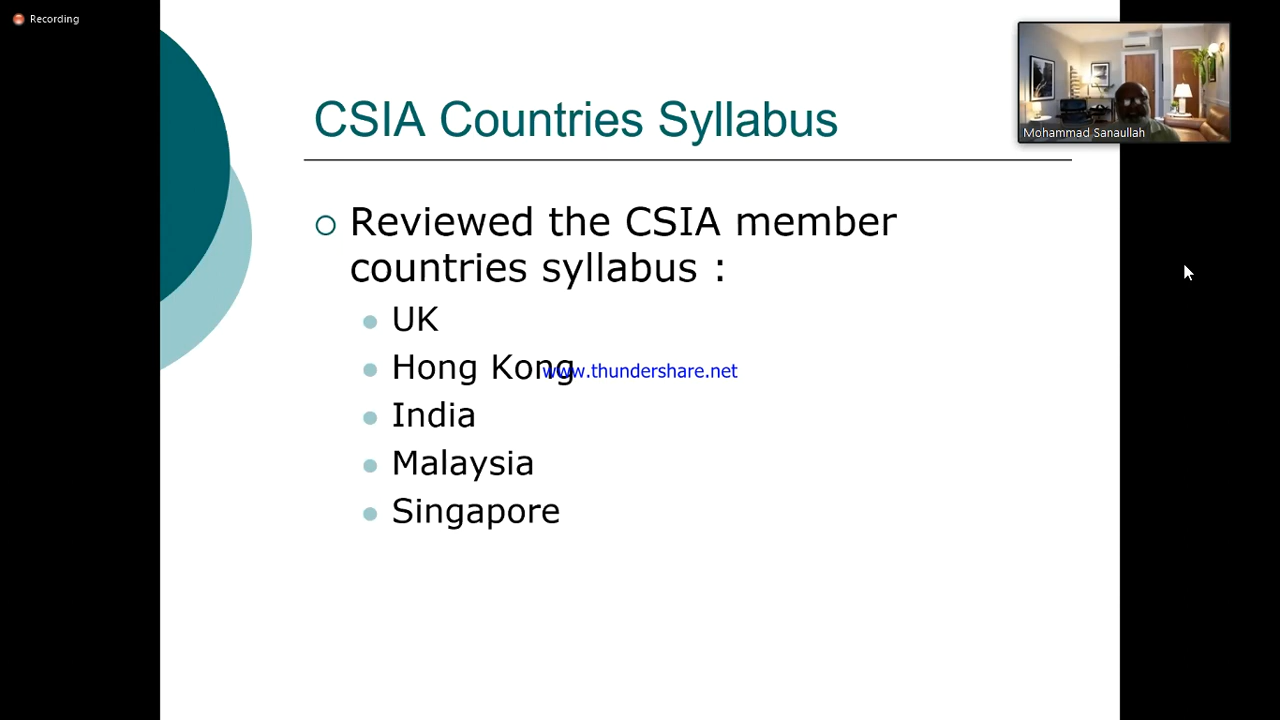 Recording
CSIA Countries Syllabus
Mohammad Sanaullah
Reviewed the CSIA member
countries syllabus :
UK
Hong Kong
www.thundershare.net
India
Malaysia
Singapore